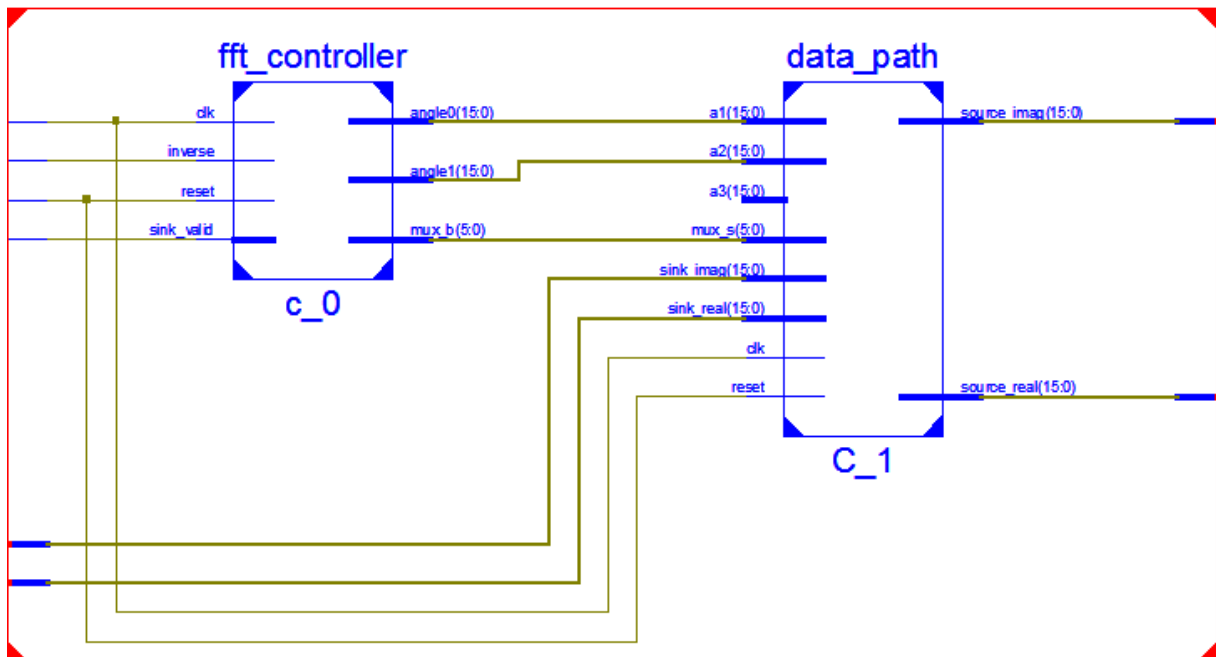 fft_controller
clk
inverse
reset
sink_valid
angle0(15:0)
angle1(15:0)
mux_b(5:0)
c_0
data_path
a1(15:0)
a2(15:0)
a3(15:0)
mux_s(5:0)
sink_imag(15:0)
sink_real(15:0)
clk
reset
source_imag(15:0)
source_real(15:0)
C_1